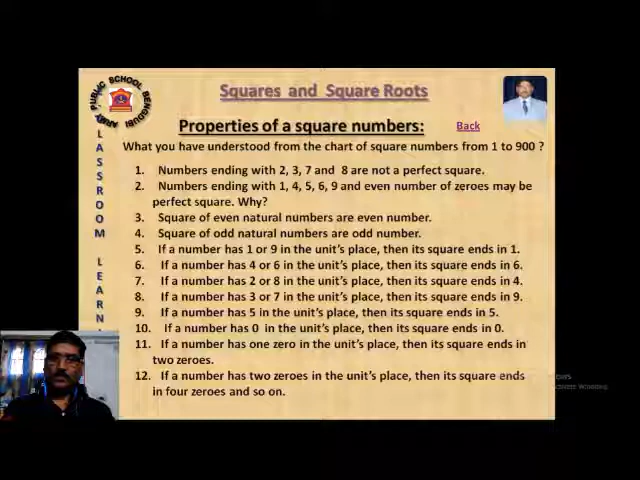 Squares and Square Roots
ARMY PUBLIC SCHOOL BENGDUBI
Properties of a square numbers:
Back
What you have understood from the chart of square numbers from 1 to 900 ?
1. Numbers ending with 2, 3, 7 and 8 are not a perfect square.
2. Numbers ending with 1, 4, 5, 6, 9 and even number of zeroes may be
perfect square. Why?
3. Square of even natural numbers are even number.
4. Square of odd natural numbers are odd number.
5. If a number has 1 or 9 in the unit's place, then its square ends in 1.
6. If a number has 4 or 6 in the unit's place, then its square ends in 6.
7. If a number has 2 or 8 in the unit's place, then its square ends in 4.
8. If a number has 3 or 7 in the unit's place, then its square ends in 9.
9. If a number has 5 in the unit's place, then its square ends in 5.
10. If a number has 0 in the unit's place, then its square ends in 0.
11. If a number has one zero in the unit's place, then its square ends in
two zeroes.
12. If a number has two zeroes in the unit's place, then its square ends
in four zeroes and so on.
L
A
S
S
R
O
O
M
L
E
A
R
N